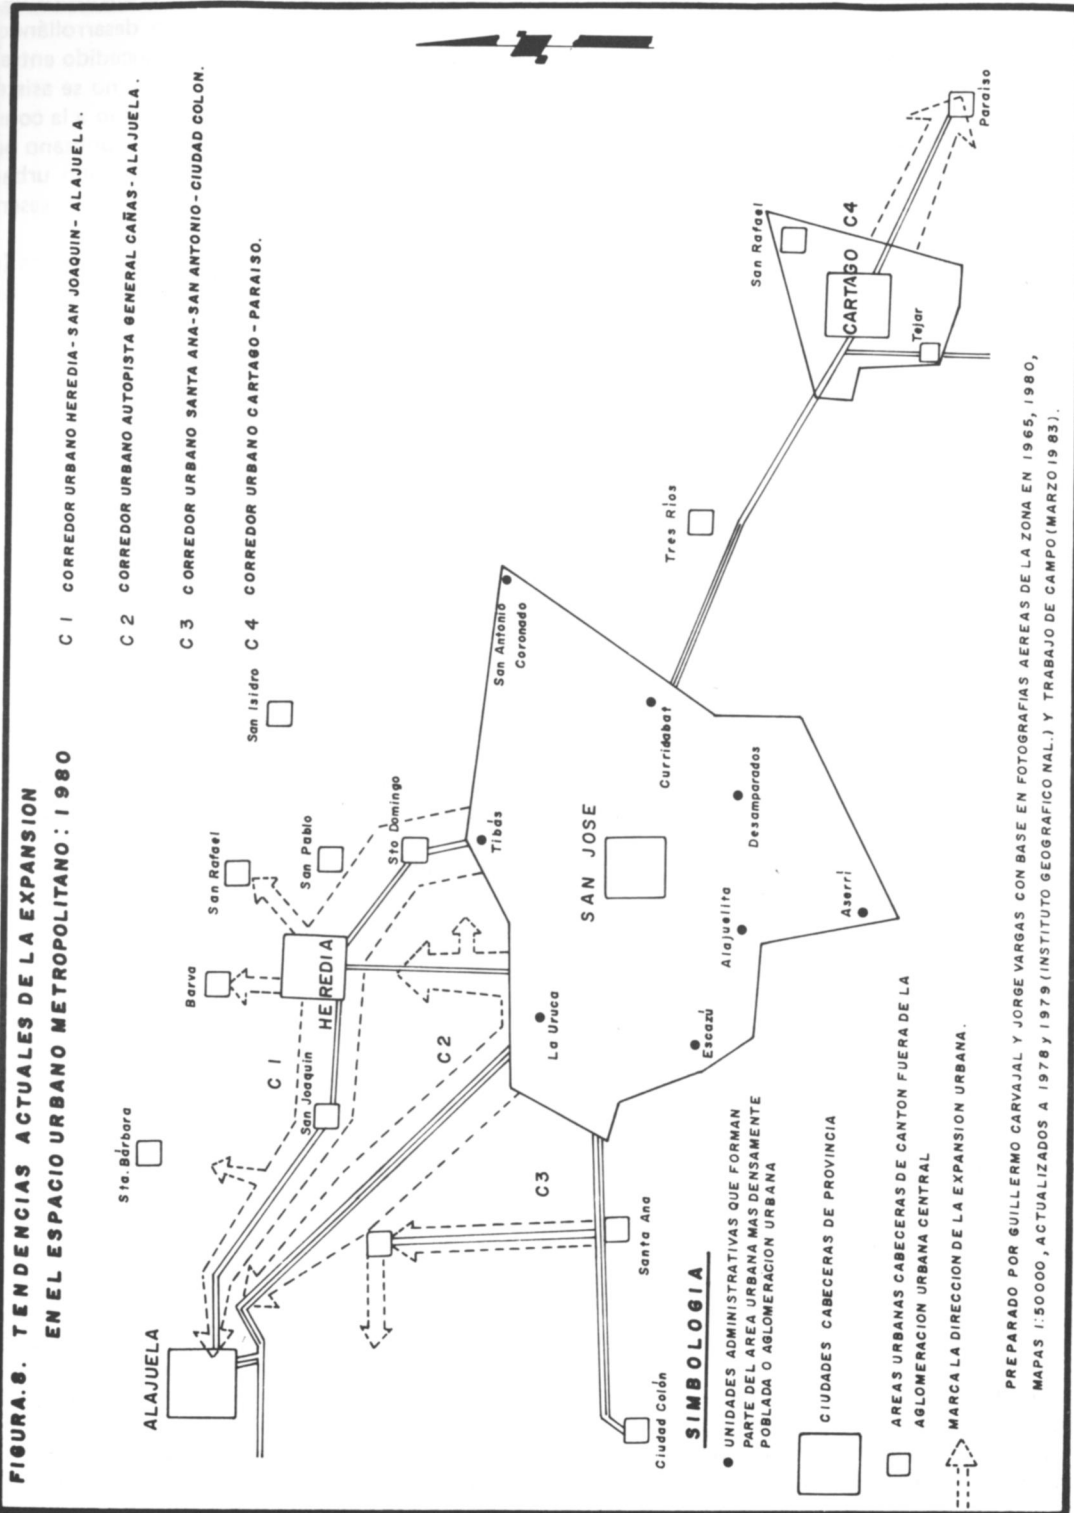 FIGURA.8. TENDENCIAS ACTUALES DE LA EXPANSION
EN EL ESPACIO URBANO METROPOLITANO: 1980
C 1 CORREDOR URBANO HEREDIA-SAN JOAQUIN-ALAJUELA.
C 2 CORREDOR URBANO AUTOPISTA GENERAL CAÑAS-ALAJUELA.
C 3 CORREDOR URBANO SANTA ANA-SAN ANTONIO-CIUDAD COLON.
C 4 CORREDOR URBANO CARTAGO-PARAISO.
ALAJUELA
Sta. Bárbara
Barva
San Rafael
San Isidro
San Pablo
HEREDIA
C 1
San Joaquín
Sto Domingo
C 2
Tibás
San Antonio
Coronado
La Uruca
SAN JOSE
Curridabat
Desamparados
Alajuelita
Aserrí
Escazú
C 3
Santa Ana
Ciudad Colón
Tres Ríos
San Rafael
CARTAGO
C 4
Tejar
Paraíso
SIMBOLOGIA
UNIDADES ADMINISTRATIVAS QUE FORMAN
PARTE DEL AREA URBANA MAS DENSAMENTE
POBLADA O AGLOMERACION URBANA
CIUDADES CABECERAS DE PROVINCIA
AREAS URBANAS CABECERAS DE CANTON FUERA DE LA
AGLOMERACION URBANA CENTRAL
MARCA LA DIRECCION DE LA EXPANSION URBANA.
PREPARADO POR GUILLERMO CARVAJAL Y JORGE VARGAS CON BASE EN FOTOGRAFIAS AEREAS DE LA ZONA EN 1965, 1980,
MAPAS 1:50000, ACTUALIZADOS A 1978 y 1979 (INSTITUTO GEOGRAFICO NAL.) Y TRABAJO DE CAMPO (MARZO 1983).